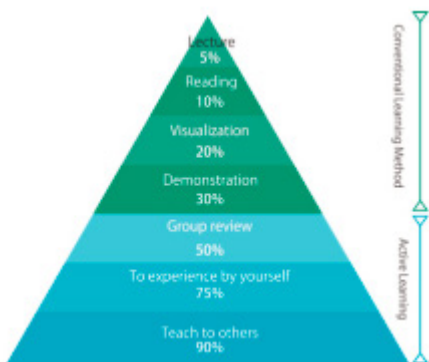 Lecture
5%
Reading
10%
Visualization
20%
Demonstration
30%
Group review
50%
To experience by yourself
75%
Teach to others
90%
Conventional Learning Method
Active Learning